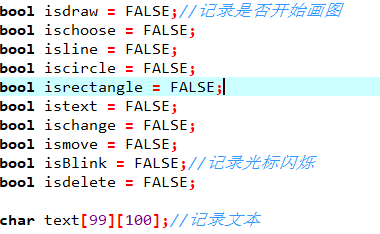 bool isdraw = FALSE;//记录是否开始画图
bool ischoose = FALSE;
bool isline = FALSE;
bool iscircle = FALSE;
bool isrectangle = FALSE;
bool istext = FALSE;
bool ischange = FALSE;
bool ismove = FALSE;
bool isBlink = FALSE;//记录光标闪烁
bool isdelete = FALSE;
char text[99][100];//记录文本